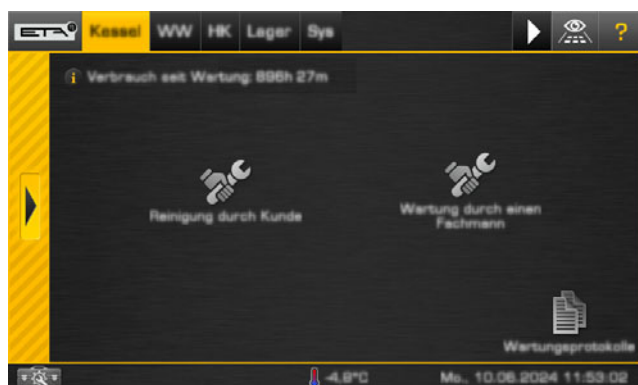 ETA Kessel WW HK Lager Sys ?
i Verbrauch seit Wartung: 896h 27m
Reinigung durch Kunde
Wartung durch einen
Fachmann
Wartungsprotokolle
-4.8°C Mo., 10.06.2024 11:53:02